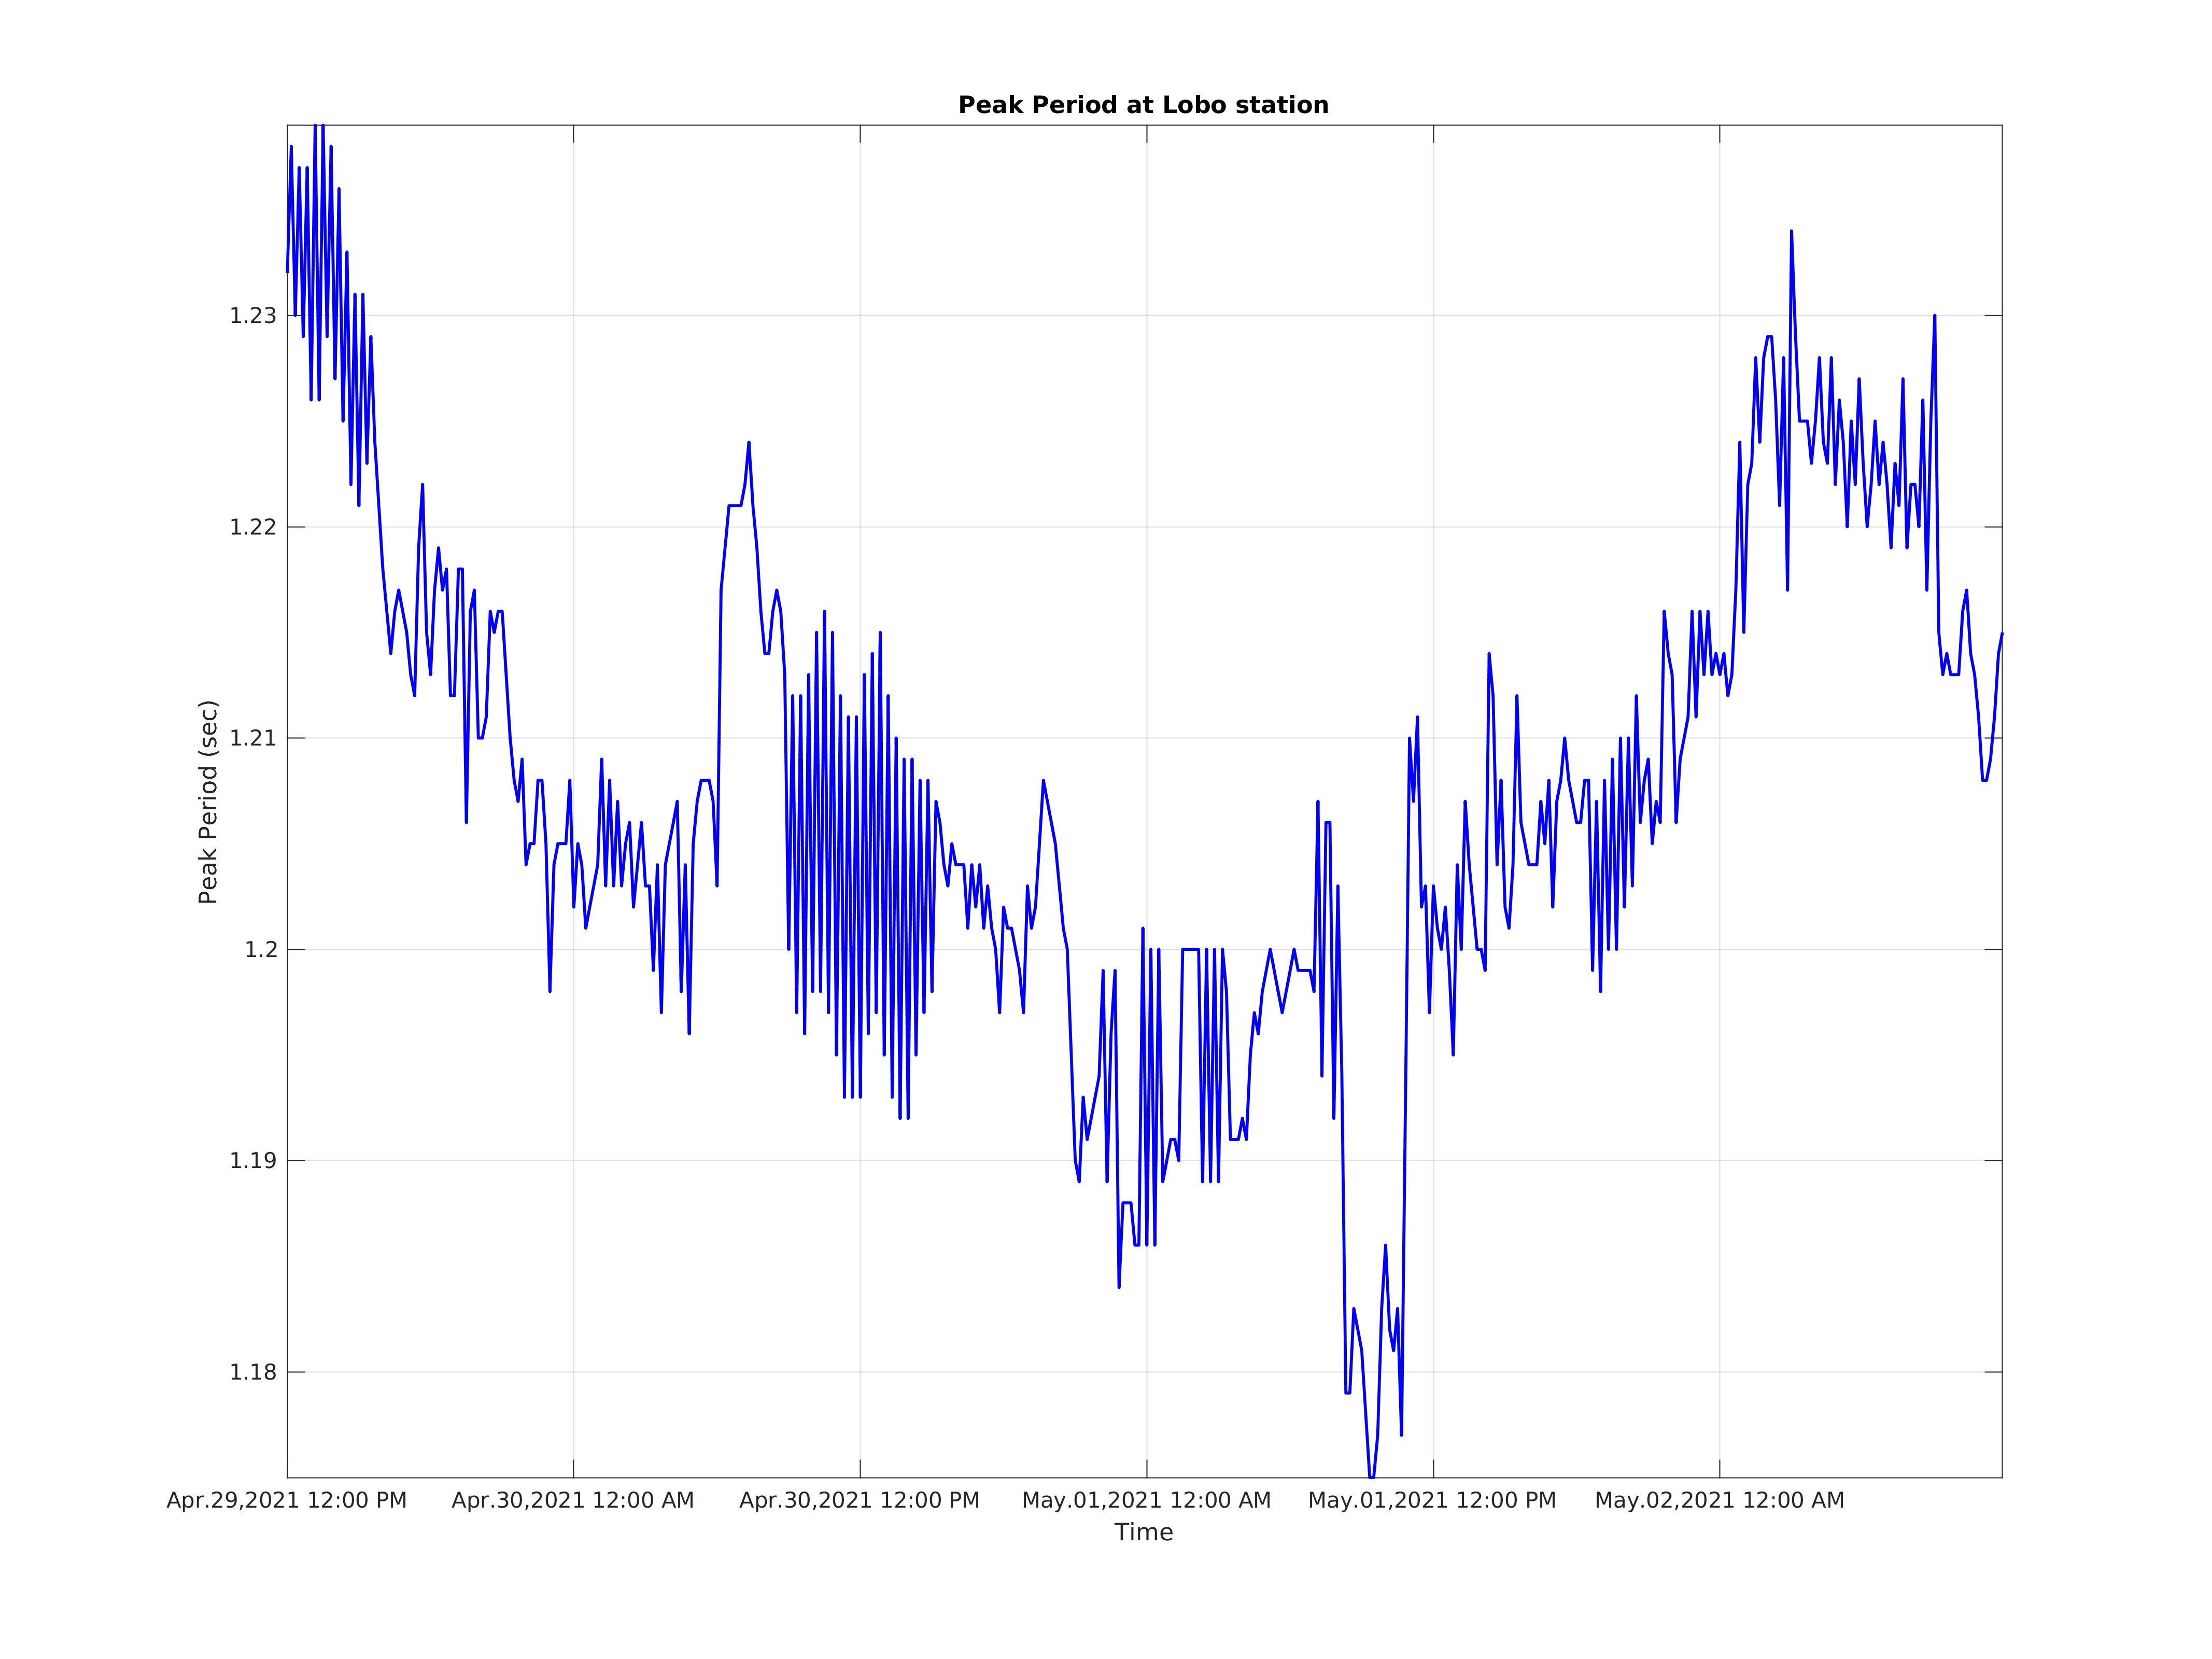 Peak Period at Lobo station
Peak Period (sec)
1.23
1.22
1.21
1.2
1.19
1.18
Apr.29,2021 12:00 PM
Apr.30,2021 12:00 AM
Apr.30,2021 12:00 PM
May.01,2021 12:00 AM
May.01,2021 12:00 PM
May.02,2021 12:00 AM
Time